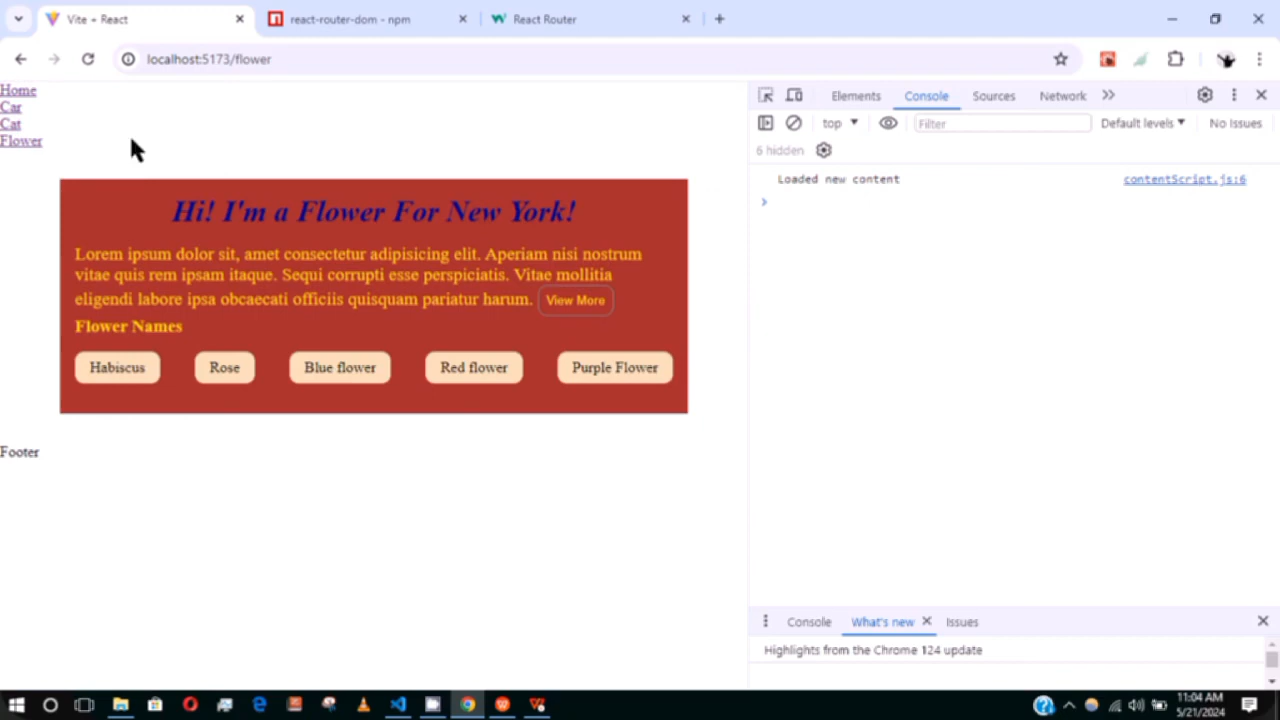 Vite + React
react-router-dom - npm
React Router
localhost:5173/flower
Home
Car
Cat
Flower
Hi! I'm a Flower For New York!
Lorem ipsum dolor sit, amet consectetur adipisicing elit. Aperiam nisi nostrum
vitae quis rem ipsam itaque. Sequi corrupti esse perspiciatis. Vitae mollitia
eligendi labore ipsa obcaecati officiis quisquam pariatur harum. View More
Flower Names
Habiscus Rose Blue flower Red flower Purple Flower
Footer
Elements Console Sources Network
top Filter Default levels No Issues
6 hidden
Loaded new content contentScript.js:6
Console What's new Issues
Highlights from the Chrome 124 update
11:04 AM
5/21/2024